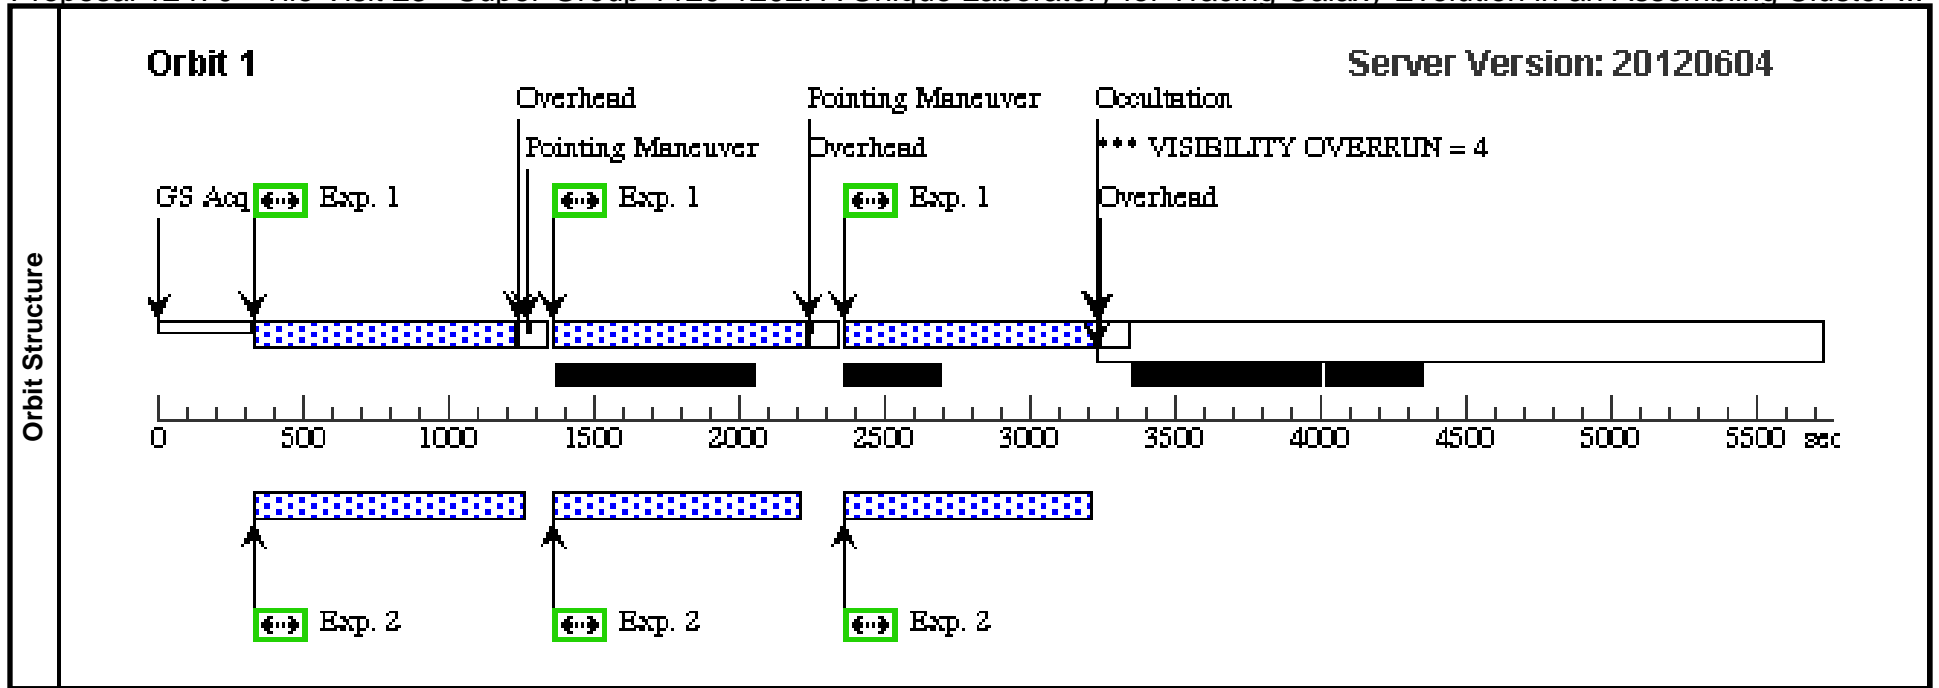 Orbit Structure
Orbit 1
Server Version: 20120604
Overhead
Pointing Maneuver
Occultation
Pointing Maneuver
Overhead
*** VISIBILITY OVERRUN = 4
GS Acq
Exp. 1
Exp. 1
Exp. 1
Overhead
0 500 1000 1500 2000 2500 3000 3500 4000 4500 5000 5500 sec
Exp. 2
Exp. 2
Exp. 2